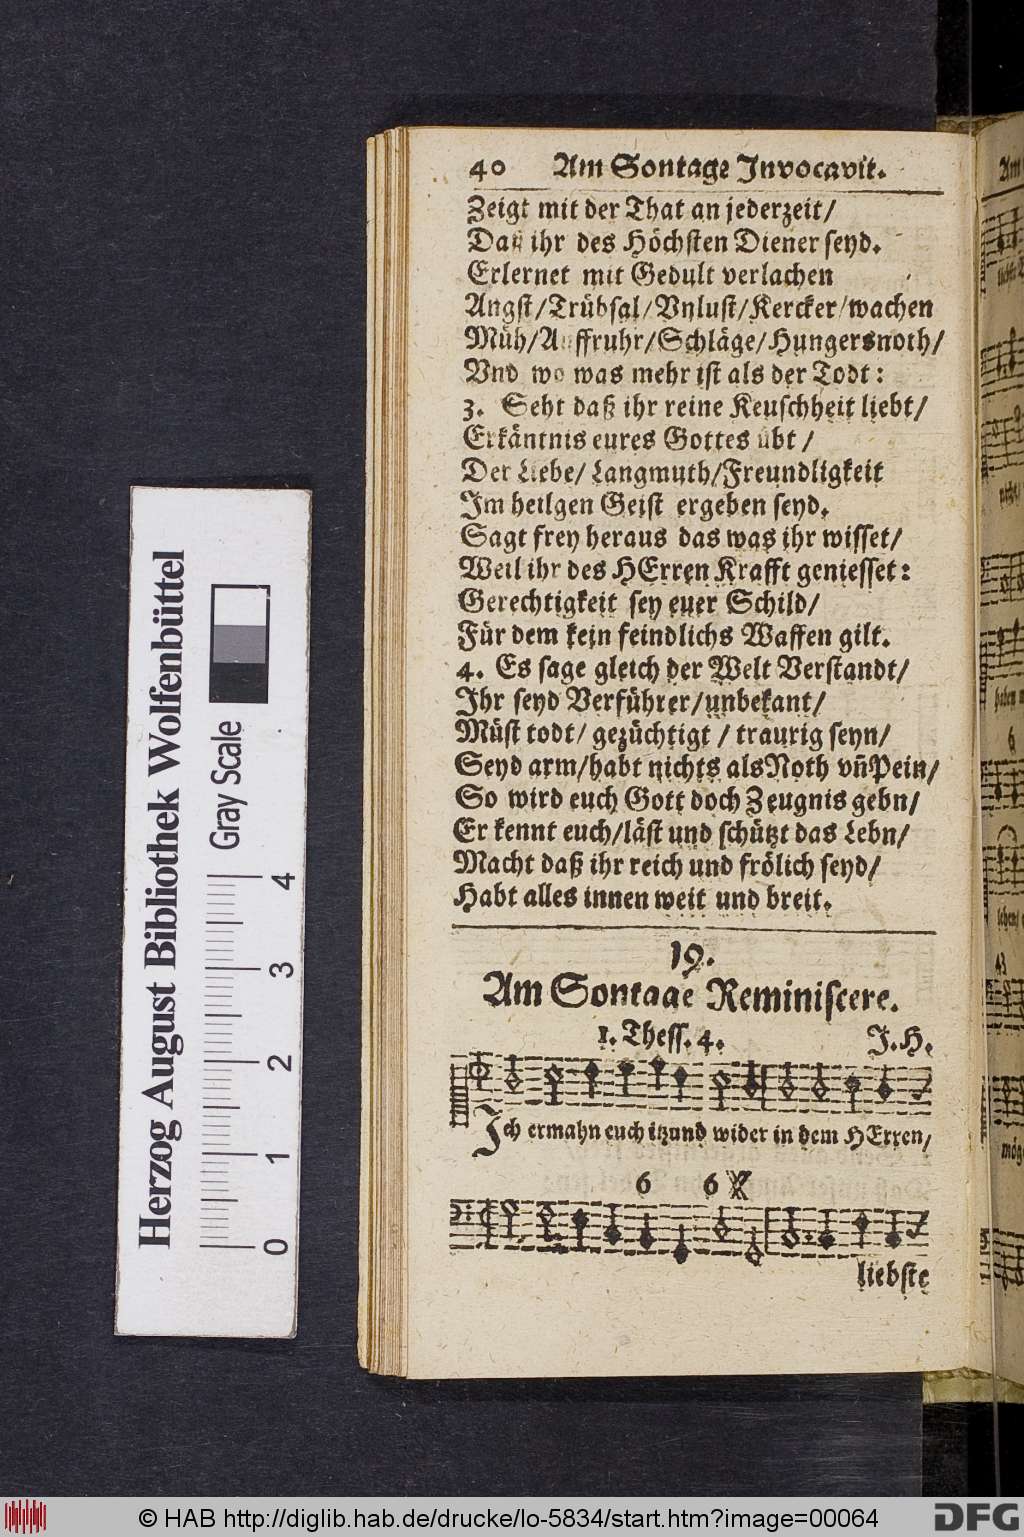 40 Am Sontage Invocavit.
Zeigt mit der That an jederzeit/
Daß ihr des Höchsten Diener seyd.
Erlernet mit Gedult verlachen
Angst/Trübsal/Vnlust/Kercker/wachen
Müh/Auffruhr/Schläge/Hungersnoth/
Vnd wo was mehr ist als der Todt:
3. Seht daß ihr reine Keuschheit liebt/
Erkäntnis eures Gottes übt/
Der Liebe/Langmuth/Freundligkeit
Im heilgen Geist ergeben seyd.
Sagt frey heraus das was ihr wisset/
Weil ihr des HErren Krafft geniesset:
Gerechtigkeit sey euer Schild/
Für dem kein feindlichs Waffen gilt.
4. Es sage gleich der Welt Verstandt/
Ihr seyd Verführer/unbekant/
Müst todt/ gezüchtigt / traurig seyn/
Seyd arm/habt nichts als Noth vn̄ Pein/
So wird euch Gott doch Zeugnis gebn/
Er kennt euch/läst und schützt das Lebn/
Macht daß ihr reich und frölich seyd/
Habt alles innen weit und breit.
19.
Am Sontage Reminiscere.
1. Thess. 4. J. H.
Ich ermahn euch itzund wider in dem HErren/
6 6
liebste
Herzog August Bibliothek Wolfenbüttel
Gray Scale
0 1 2 3 4
© HAB http://diglib.hab.de/drucke/lo-5834/start.htm?image=00064
DFG